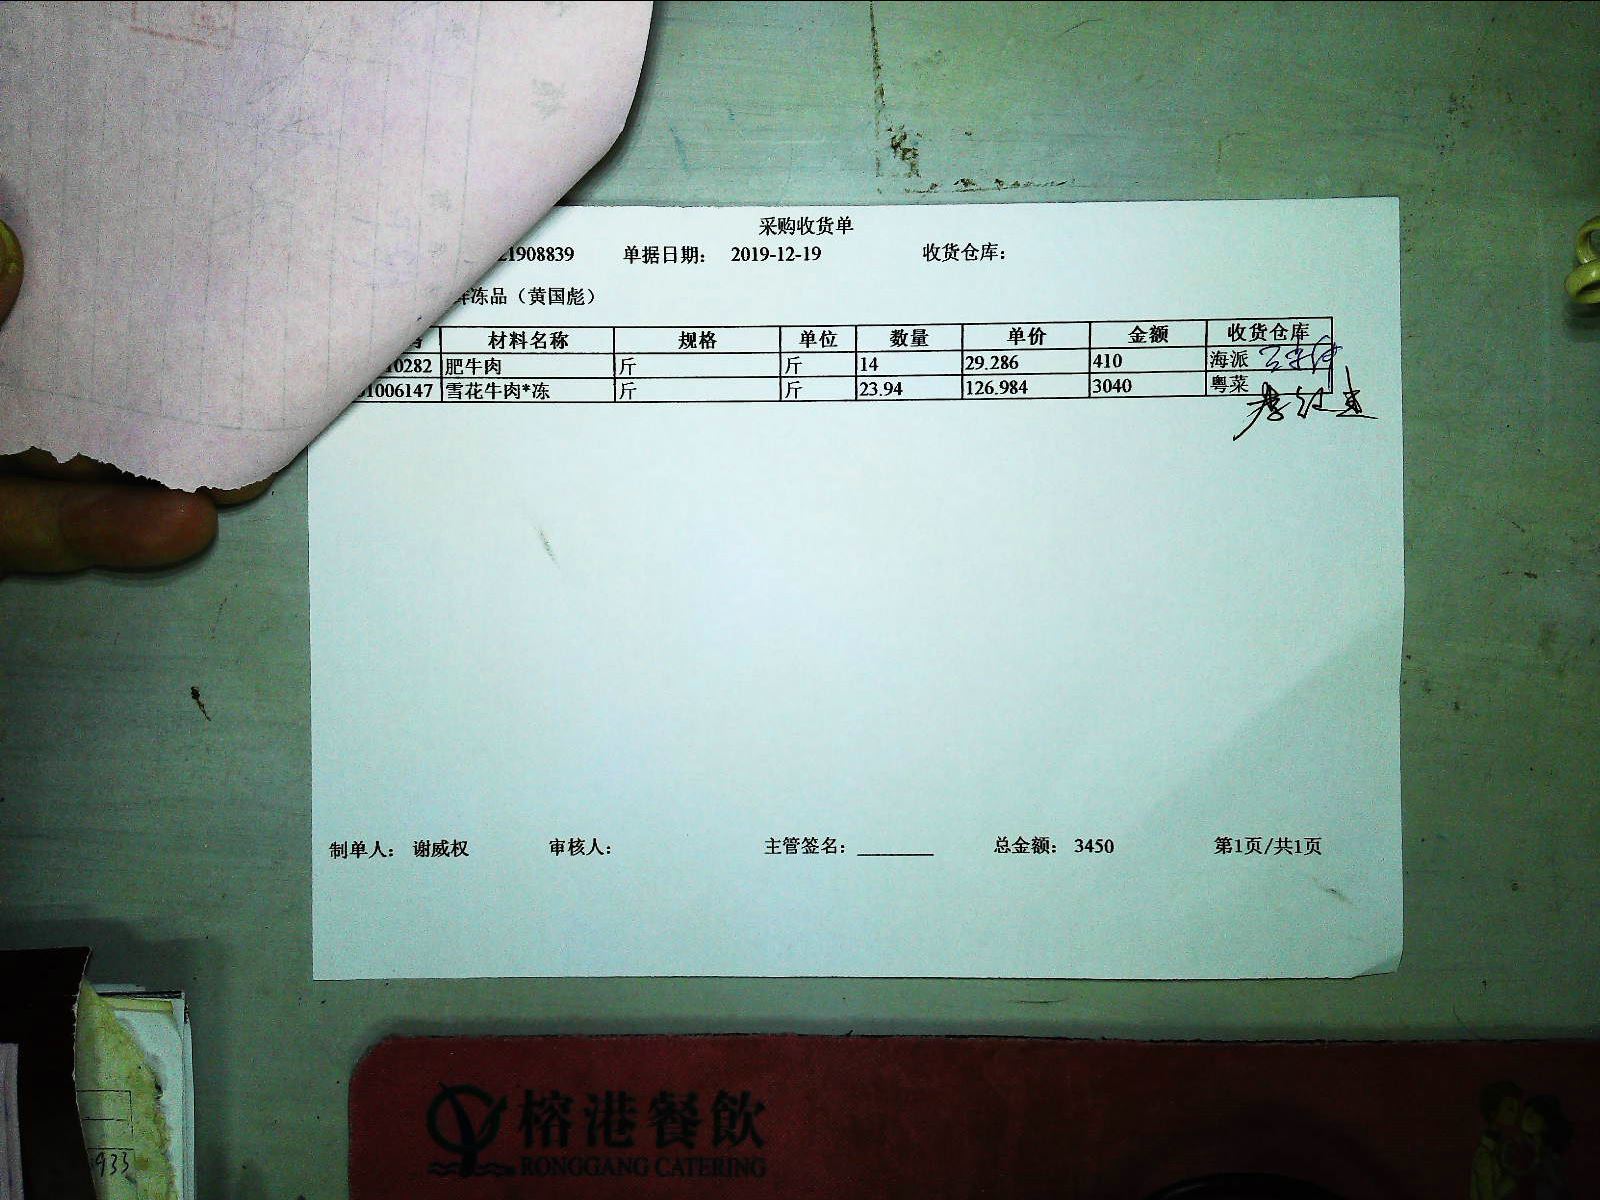 采购收货单
21908839 单据日期: 2019-12-19 收货仓库:
冻品（黄国彪）
材料名称 规格 单位 数量 单价 金额 收货仓库
0282 肥牛肉 斤 斤 14 29.286 410 海派
1006147 雪花牛肉*冻 斤 斤 23.94 126.984 3040 粤菜
制单人: 谢威权 审核人: 主管签名: ________ 总金额: 3450 第1页/共1页
榕港餐飲
RONGGANG CATERING
933